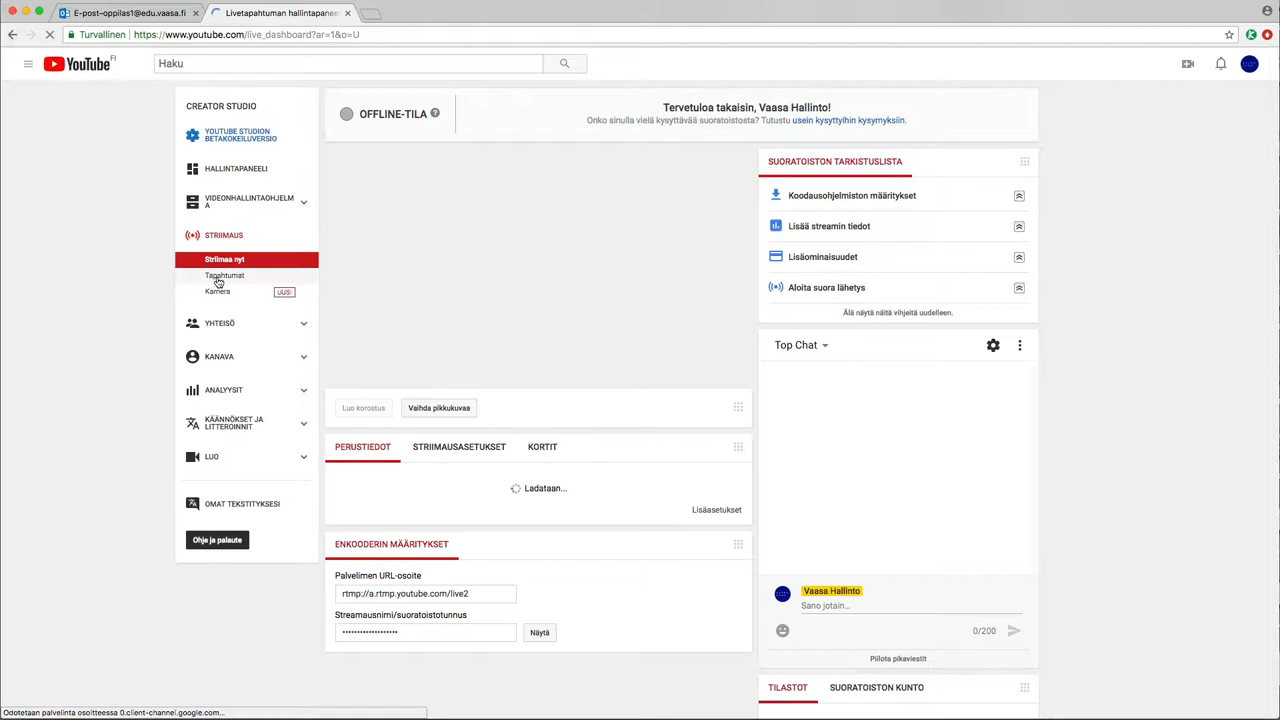 E-post-oppilas1@edu.vaasa.fi
Livetapahtuman hallintapanee
Turvallinen
https://www.youtube.com/live_dashboard?ar=1&o=U
YouTube FI
Haku
CREATOR STUDIO
YOUTUBE STUDION
BETAKOKEILUVERSIO
HALLINTAPANEELI
VIDEONHALLINTAOHJELM
A
STRIIMAUS
Striimaa nyt
Tapahtumat
Kamera
UUSI
YHTEISÖ
KANAVA
ANALYYSIT
KÄÄNNÖKSET JA
LITTEROINNIT
LUO
OMAT TEKSTITYKSESI
Ohje ja palaute
OFFLINE-TILA ?
Tervetuloa takaisin, Vaasa Hallinto!
Onko sinulla vielä kysyttävää suoratoistosta? Tutustu usein kysyttyihin kysymyksiin.
Luo korostus
Vaihda pikkukuvaa
PERUSTIEDOT
STRIIMAUSASETUKSET
KORTIT
Ladataan...
Lisäasetukset
ENKOODERIN MÄÄRITYKSET
Palvelimen URL-osoite
rtmp://a.rtmp.youtube.com/live2
Streamausnimi/suoratoistotunnus
••••••••••••••••••
Näytä
SUORATOISTON TARKISTUSLISTA
Koodausohjelmiston määritykset
Lisää streamin tiedot
Lisäominaisuudet
Aloita suora lähetys
Älä näytä näitä vihjeitä uudelleen.
Top Chat
Vaasa Hallinto
Sano jotain...
0/200
Piilota pikaviestit
TILASTOT
SUORATOISTON KUNTO
Odotetaan palvelinta osoitteessa 0.client-channel.google.com...